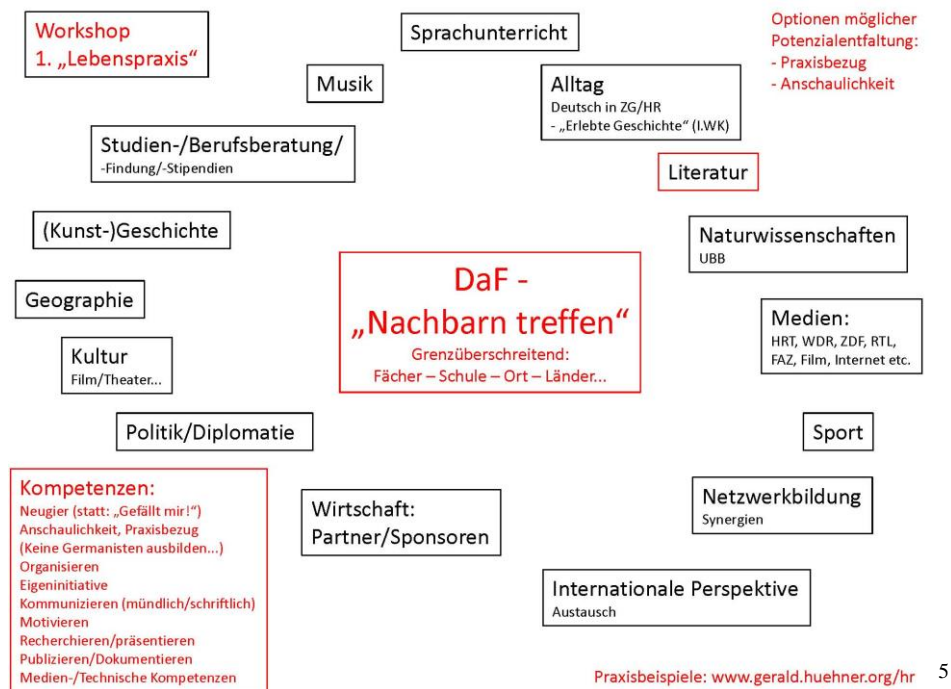 Workshop
1. „Lebenspraxis“
Sprachunterricht
Optionen möglicher
Potenzialentfaltung:
- Praxisbezug
- Anschaulichkeit
Musik
Alltag
Deutsch in ZG/HR
- „Erlebte Geschichte“ (I.WK)
Studien-/Berufsberatung/
-Findung/-Stipendien
Literatur
(Kunst-)Geschichte
Naturwissenschaften
UBB
DaF -
„Nachbarn treffen“
Grenzüberschreitend:
Fächer – Schule – Ort – Länder...
Geographie
Medien:
HRT, WDR, ZDF, RTL,
FAZ, Film, Internet etc.
Kultur
Film/Theater...
Politik/Diplomatie
Sport
Kompetenzen:
Neugier (statt: „Gefällt mir!“)
Anschaulichkeit, Praxisbezug
(Keine Germanisten ausbilden...)
Organisieren
Eigeninitiative
Kommunizieren (mündlich/schriftlich)
Motivieren
Recherchieren/präsentieren
Publizieren/Dokumentieren
Medien-/Technische Kompetenzen
Wirtschaft:
Partner/Sponsoren
Netzwerkbildung
Synergien
Internationale Perspektive
Austausch
Praxisbeispiele: www.gerald.huehner.org/hr
5